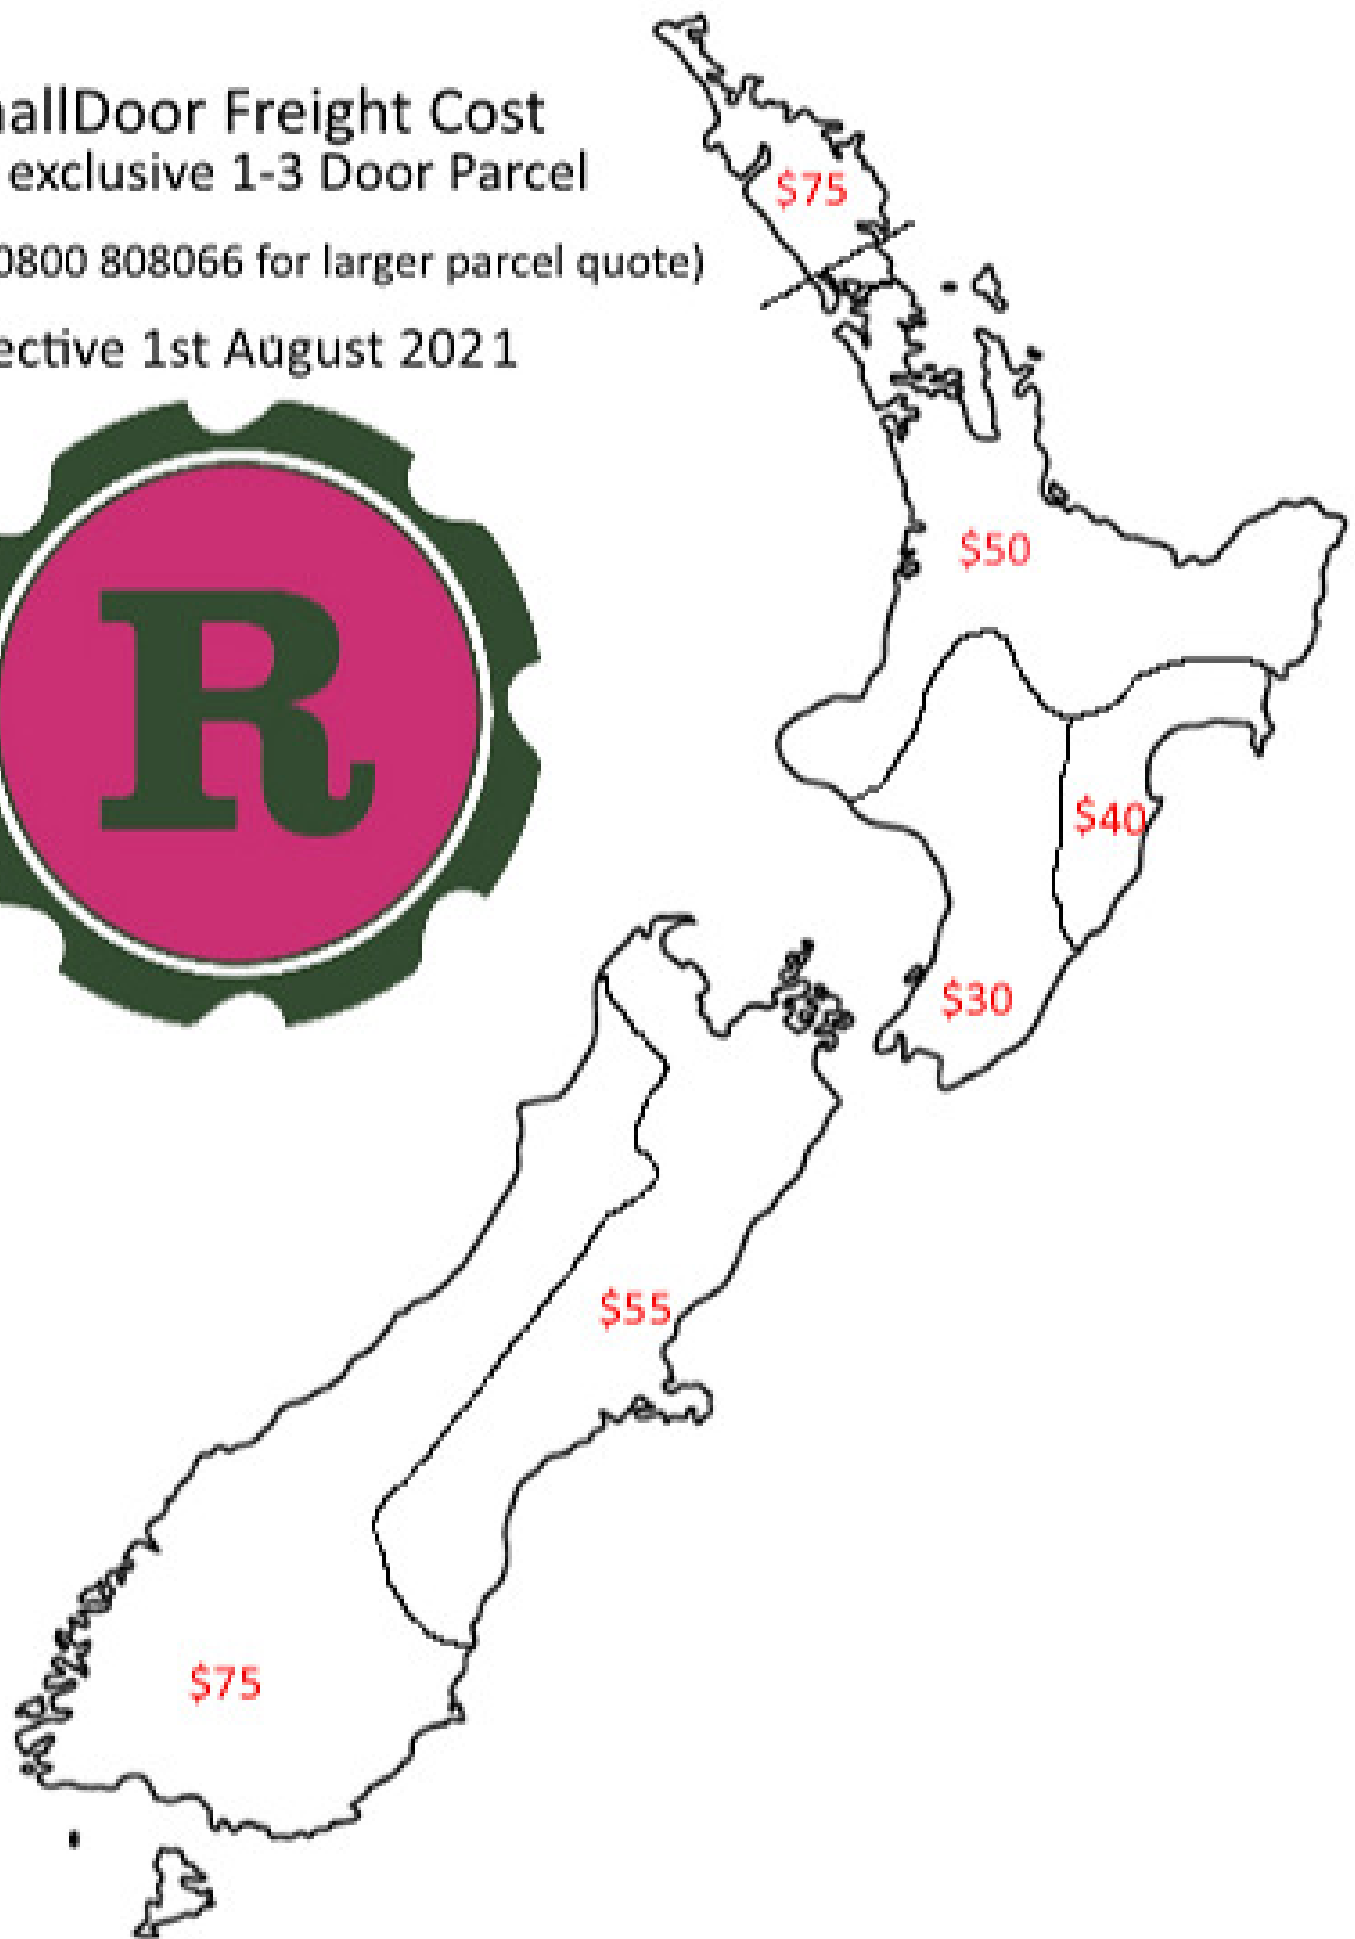 allDoor Freight Cost
exclusive 1-3 Door Parcel
0800 808066 for larger parcel quote)
ective 1st August 2021
R
$75
$50
$40
$30
$55
$75